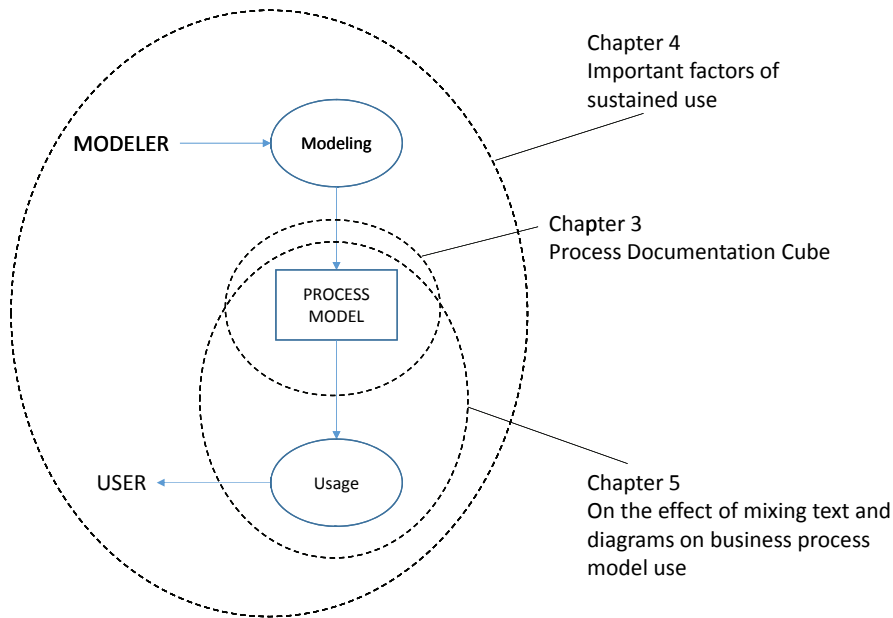 Chapter 4
Important factors of
sustained use
MODELER
Modeling
Chapter 3
Process Documentation Cube
PROCESS
MODEL
USER
Usage
Chapter 5
On the effect of mixing text and
diagrams on business process
model use